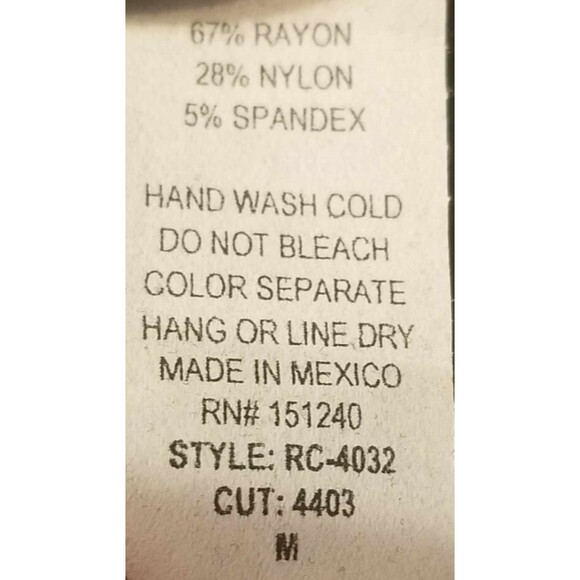 67% RAYON
28% NYLON
5% SPANDEX
HAND WASH COLD
DO NOT BLEACH
COLOR SEPARATE
HANG OR LINE DRY
MADE IN MEXICO
RN# 151240
STYLE: RC-4032
CUT: 4403
M